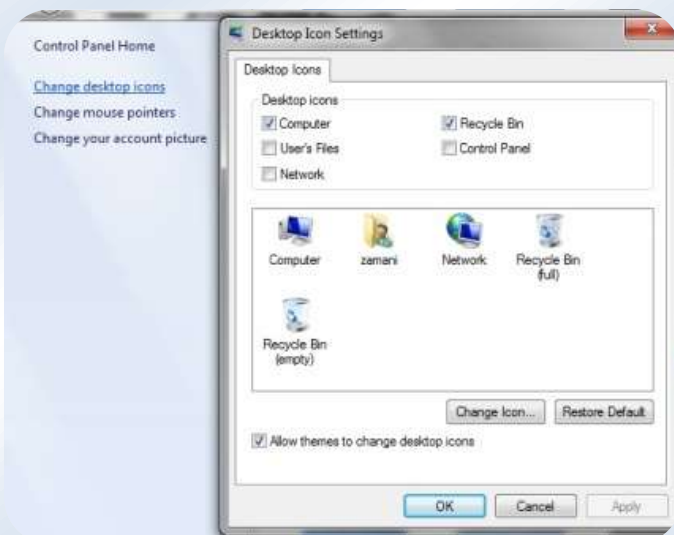 Control Panel Home
Change desktop icons
Change mouse pointers
Change your account picture
Desktop Icon Settings
Desktop Icons
Desktop icons
Computer
Recycle Bin
User's Files
Control Panel
Network
Computer
zamani
Network
Recycle Bin
(full)
Recycle Bin
(empty)
Change Icon...
Restore Default
Allow themes to change desktop icons
OK
Cancel
Apply